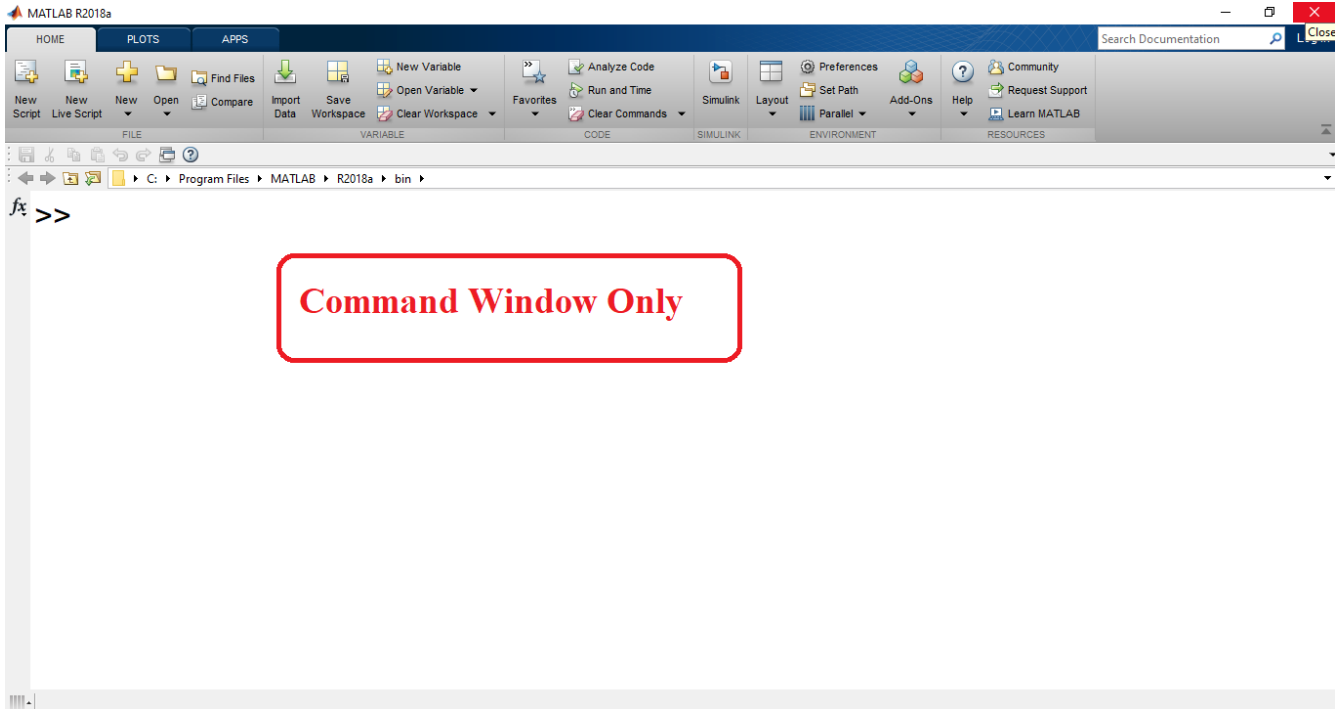 MATLAB R2018a
HOME PLOTS APPS
Search Documentation
Close
New Script
New Live Script
New
Open
Find Files
Compare
FILE
Import Data
Save Workspace
New Variable
Open Variable
Clear Workspace
VARIABLE
Favorites
Analyze Code
Run and Time
Clear Commands
CODE
Simulink
SIMULINK
Layout
Preferences
Set Path
Parallel
Add-Ons
ENVIRONMENT
Help
Community
Request Support
Learn MATLAB
RESOURCES
C: Program Files MATLAB R2018a bin
fx >>
Command Window Only